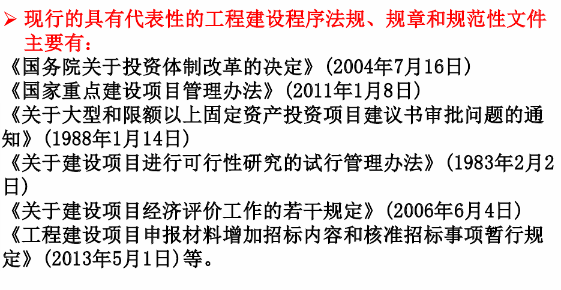 ➢ 现行的具有代表性的工程建设程序法规、规章和规范性文件
主要有：
《国务院关于投资体制改革的决定》(2004年7月16日)
《国家重点建设项目管理办法》(2011年1月8日)
《关于大型和限额以上固定资产投资项目建议书审批问题的通
知》(1988年1月14日)
《关于建设项目进行可行性研究的试行管理办法》(1983年2月2
日)
《关于建设项目经济评价工作的若干规定》(2006年6月4日)
《工程建设项目申报材料增加招标内容和核准招标事项暂行规
定》(2013年5月1日)等。